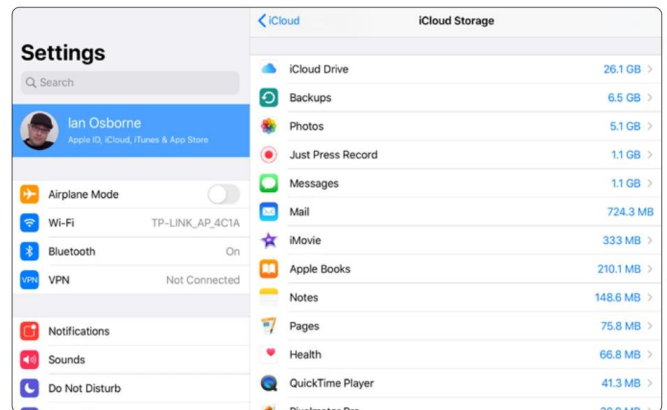 iCloud
iCloud Storage
Settings
Search
Ian Osborne
Apple ID, iCloud, iTunes & App Store
Airplane Mode
Wi-Fi TP-LINK_AP_4C1A
Bluetooth On
VPN VPN Not Connected
Notifications
Sounds
Do Not Disturb
iCloud Drive 26.1 GB
Backups 6.5 GB
Photos 5.1 GB
Just Press Record 1.1 GB
Messages 1.1 GB
Mail 724.3 MB
iMovie 333 MB
Apple Books 210.1 MB
Notes 148.6 MB
Pages 75.8 MB
Health 66.8 MB
QuickTime Player 41.3 MB